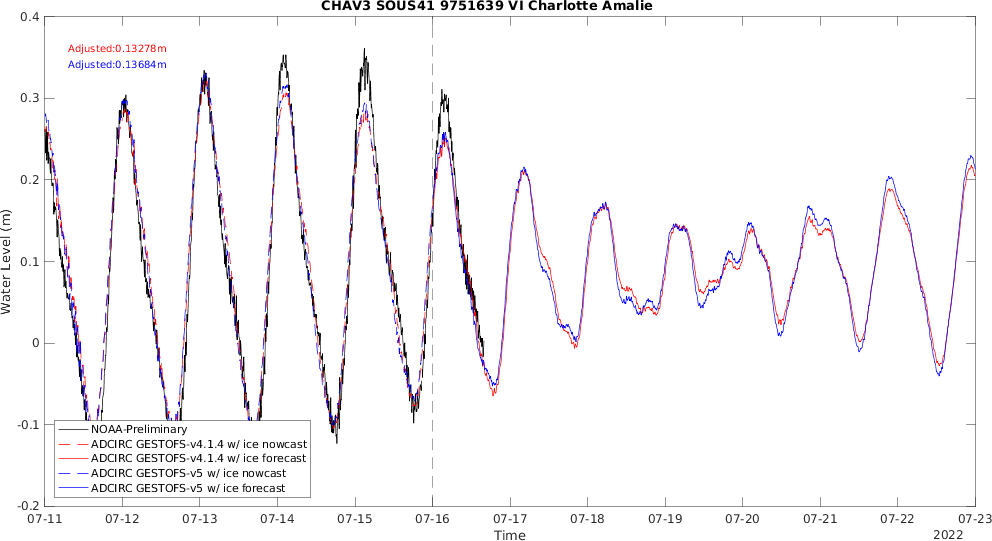 CHAV3 SOUS41 9751639 VI Charlotte Amalie
Adjusted:0.13278m
Adjusted:0.13684m
Water Level (m)
0.4
0.3
0.2
0.1
0
-0.1
-0.2
NOAA-Preliminary
ADCIRC GESTOFS-v4.1.4 w/ ice nowcast
ADCIRC GESTOFS-v4.1.4 w/ ice forecast
ADCIRC GESTOFS-v5 w/ ice nowcast
ADCIRC GESTOFS-v5 w/ ice forecast
07-11 07-12 07-13 07-14 07-15 07-16 07-17 07-18 07-19 07-20 07-21 07-22 07-23
Time
2022